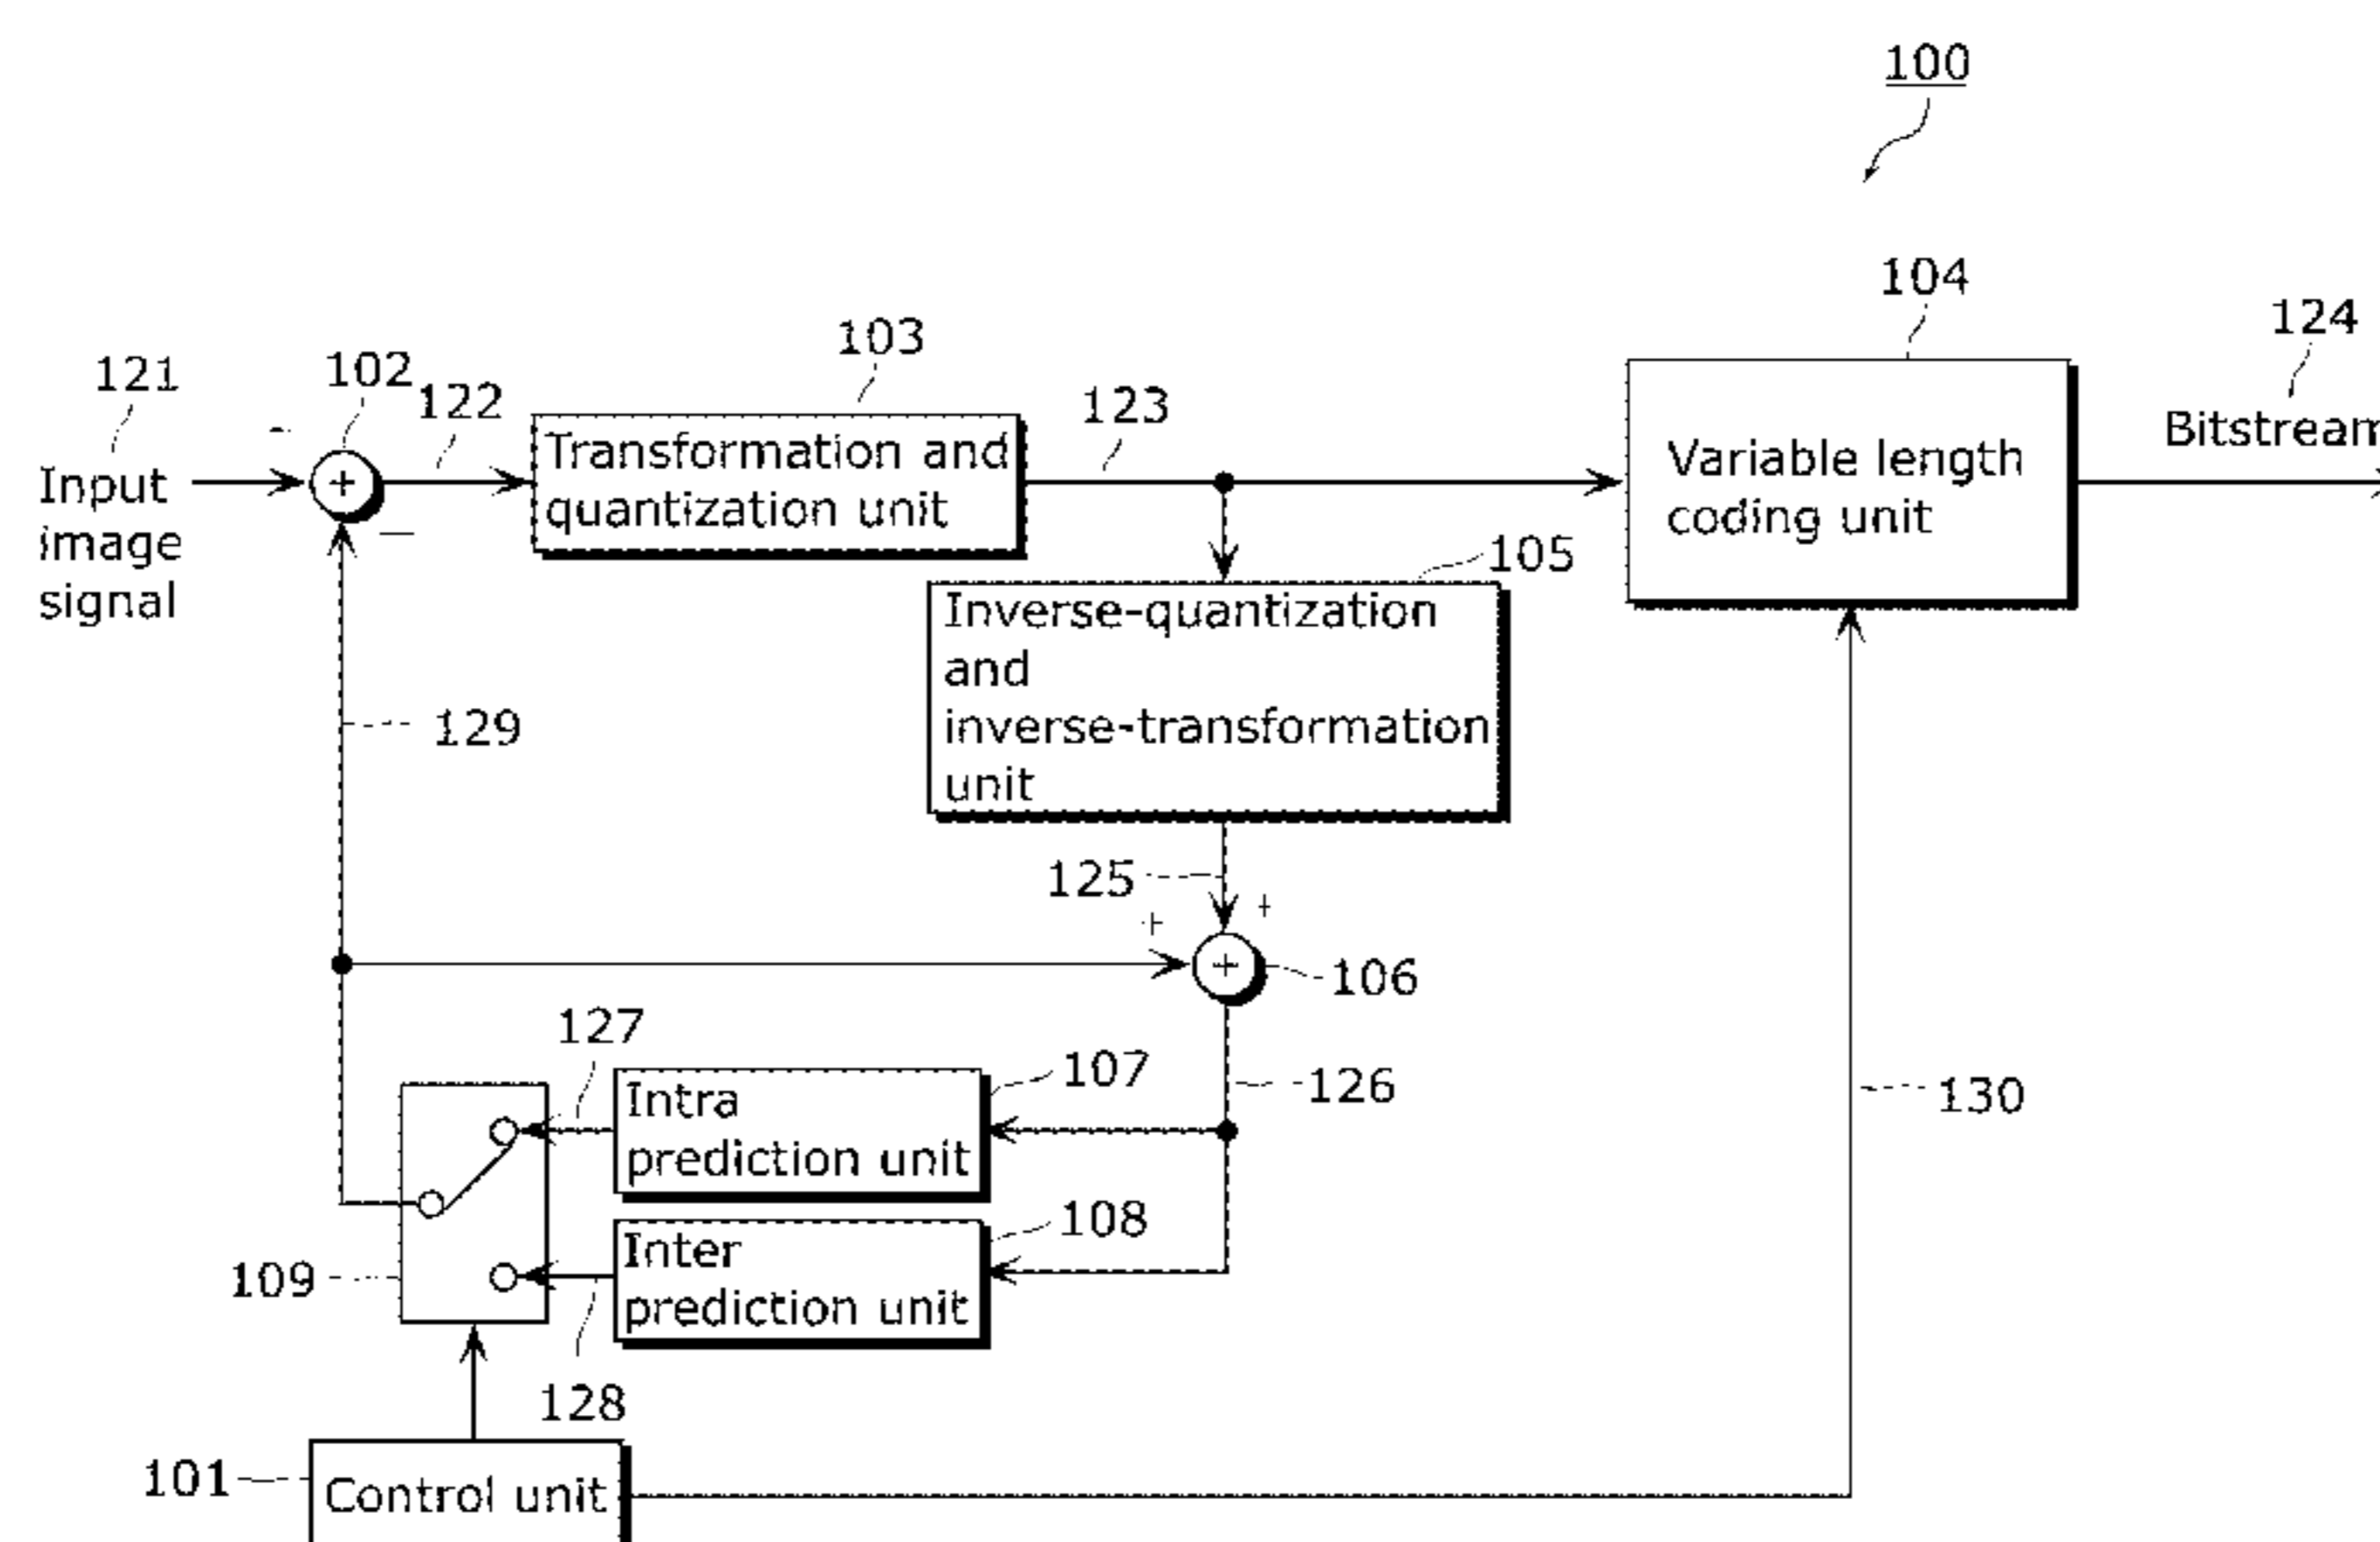 100
104
124
103
121
102
122
123
Bitstream
Transformation and
quantization unit
Variable length
coding unit
Input
image
signal
+
105
Inverse-quantization
and
inverse-transformation
unit
129
125
+
+
+
106
127
107
126
130
Intra
prediction unit
108
Inter
prediction unit
109
128
101
Control unit